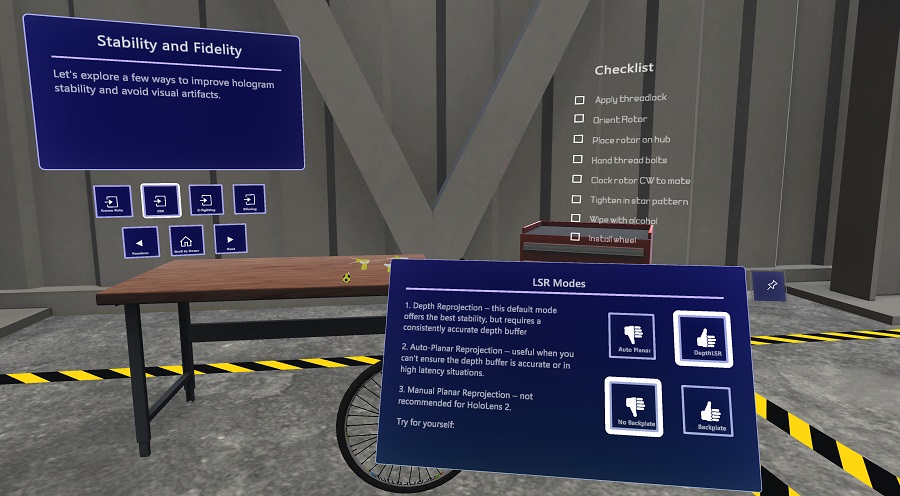 Stability and Fidelity
Let's explore a few ways to improve hologram
stability and avoid visual artifacts.
LSR
Z-Fighting
Back to Home
Next
Checklist
Apply threadlock
Orient Rotor
Place rotor on hub
Hand thread bolts
Clock rotor CW to mate
Tighten in star pattern
Wipe with alcohol
Install wheel
LSR Modes
1. Depth Reprojection – this default mode
offers the best stability, but requires a
consistently accurate depth buffer
2. Auto-Planar Reprojection – useful when you
can't ensure the depth buffer is accurate or in
high latency situations.
3. Manual Planar Reprojection – not
recommended for HoloLens 2.
Try for yourself:
Auto Planar
DepthLSR
No Backplate
Backplate